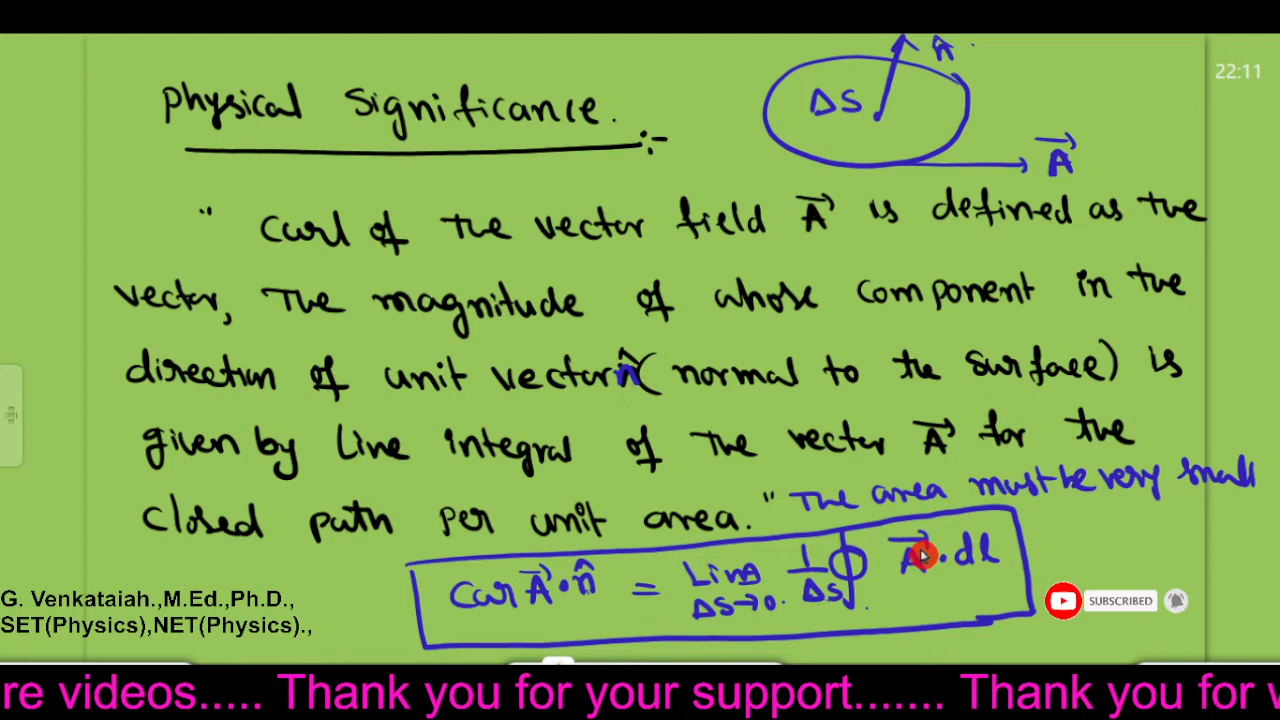 n̂
22:11
Physical Significance.
ΔS
A⃗
" Curl of the vector field A⃗ is defined as the
vector, The magnitude of whose component in the
direction of unit vector n̂ (normal to the surface) is
given by Line integral of the vector A⃗ for the
closed path per unit area." The area must be very small
Curl A⃗ · n̂ = Lim ΔS→0. 1/ΔS ∮ A⃗ · dl
G. Venkataiah.,M.Ed.,Ph.D.,
SET(Physics),NET(Physics).,
SUBSCRIBED
re videos..... Thank you for your support....... Thank you for w